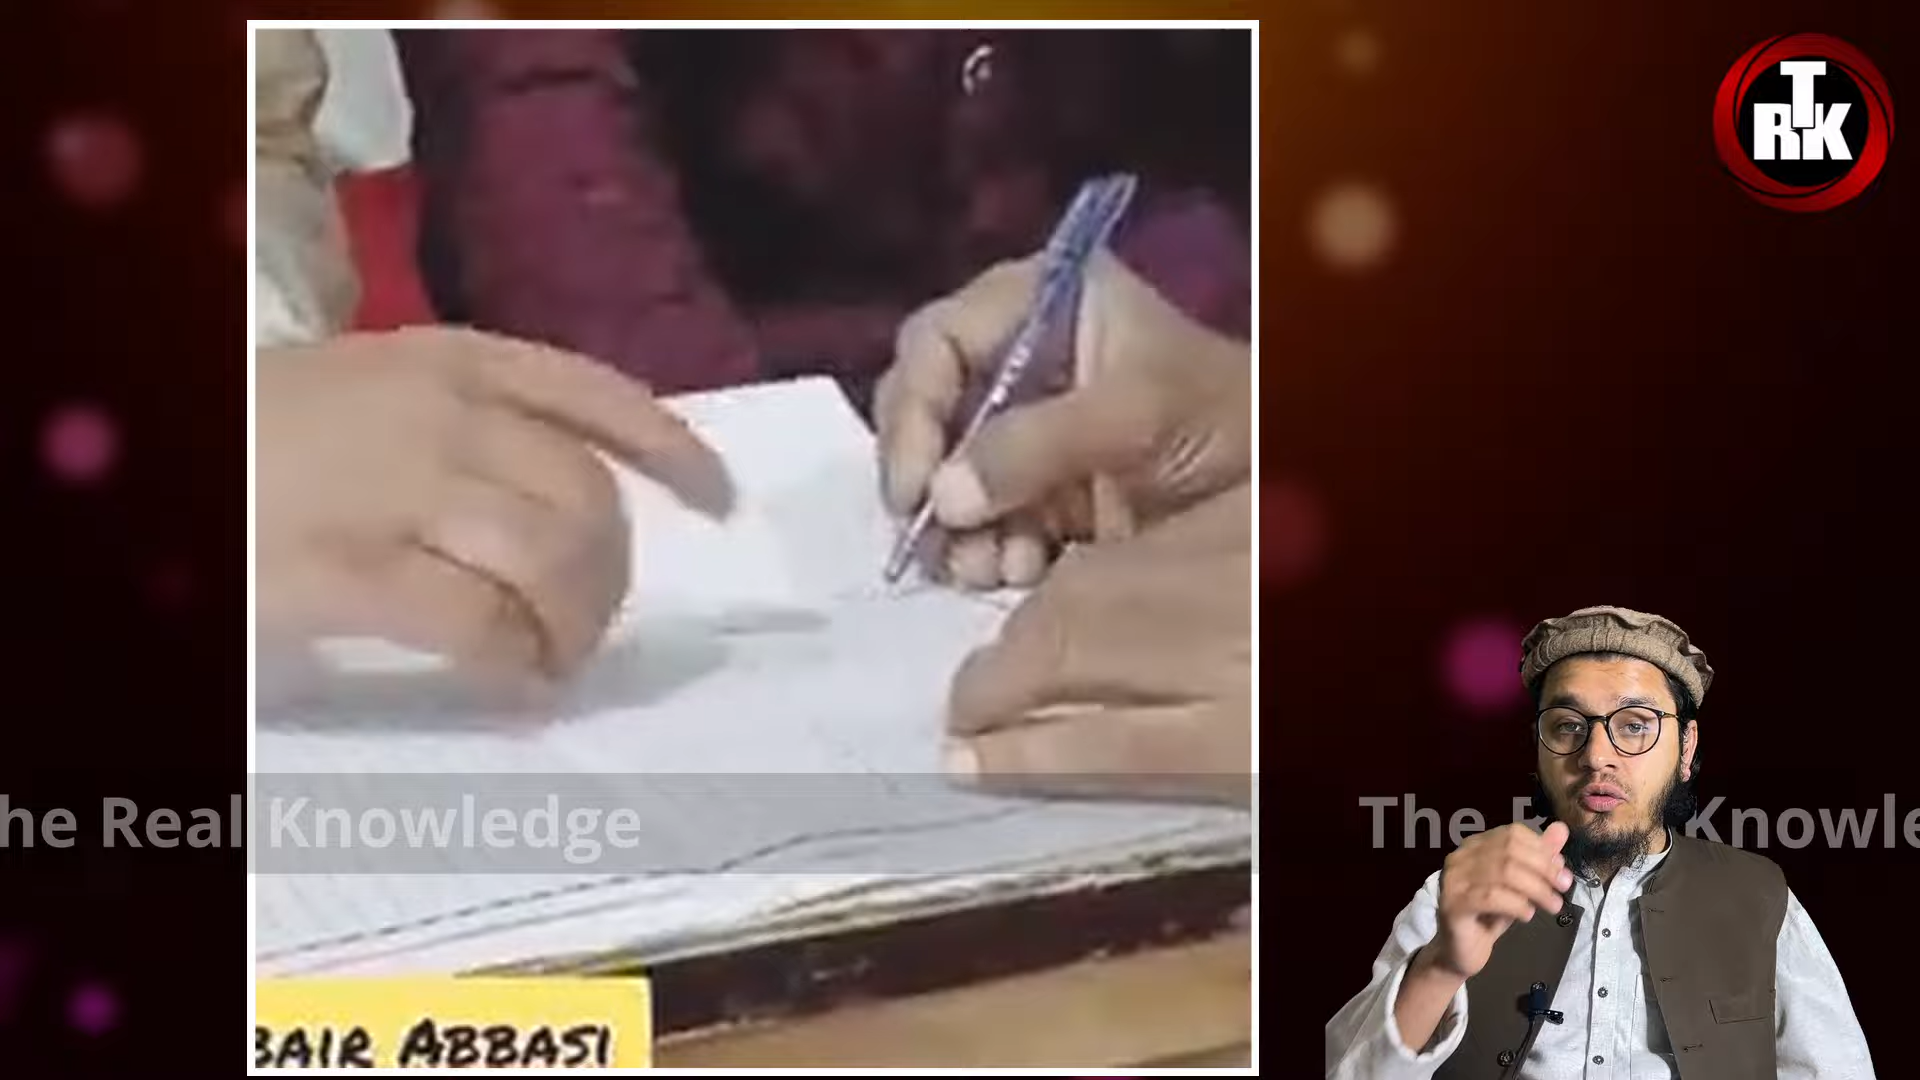 TRK
he Real Knowledge
The R Knowle
BAIR ABBASI